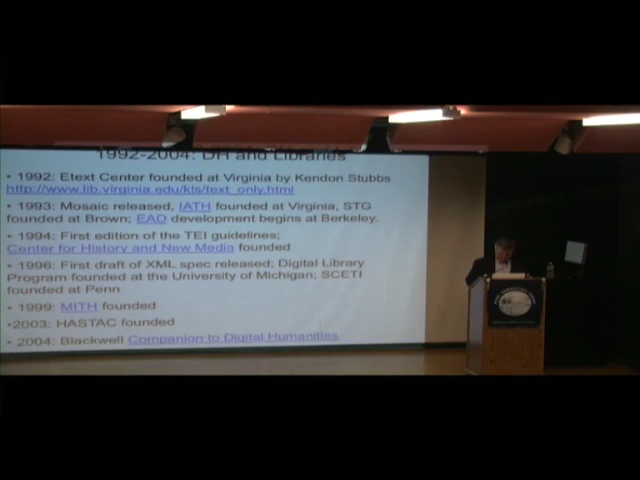 1992-2004: DH and Libraries
• 1992: Etext Center founded at Virginia by Kendon Stubbs
http://www.lib.virginia.edu/kls/text_only.html
• 1993: Mosaic released, IATH founded at Virginia, STG
founded at Brown; EAD development begins at Berkeley.
• 1994: First edition of the TEI guidelines;
Center for History and New Media founded
• 1996: First draft of XML spec released; Digital Library
Program founded at the University of Michigan; SCETI
founded at Penn
• 1999: MITH founded
•2003: HASTAC founded
• 2004: Blackwell Companion to Digital Humanities